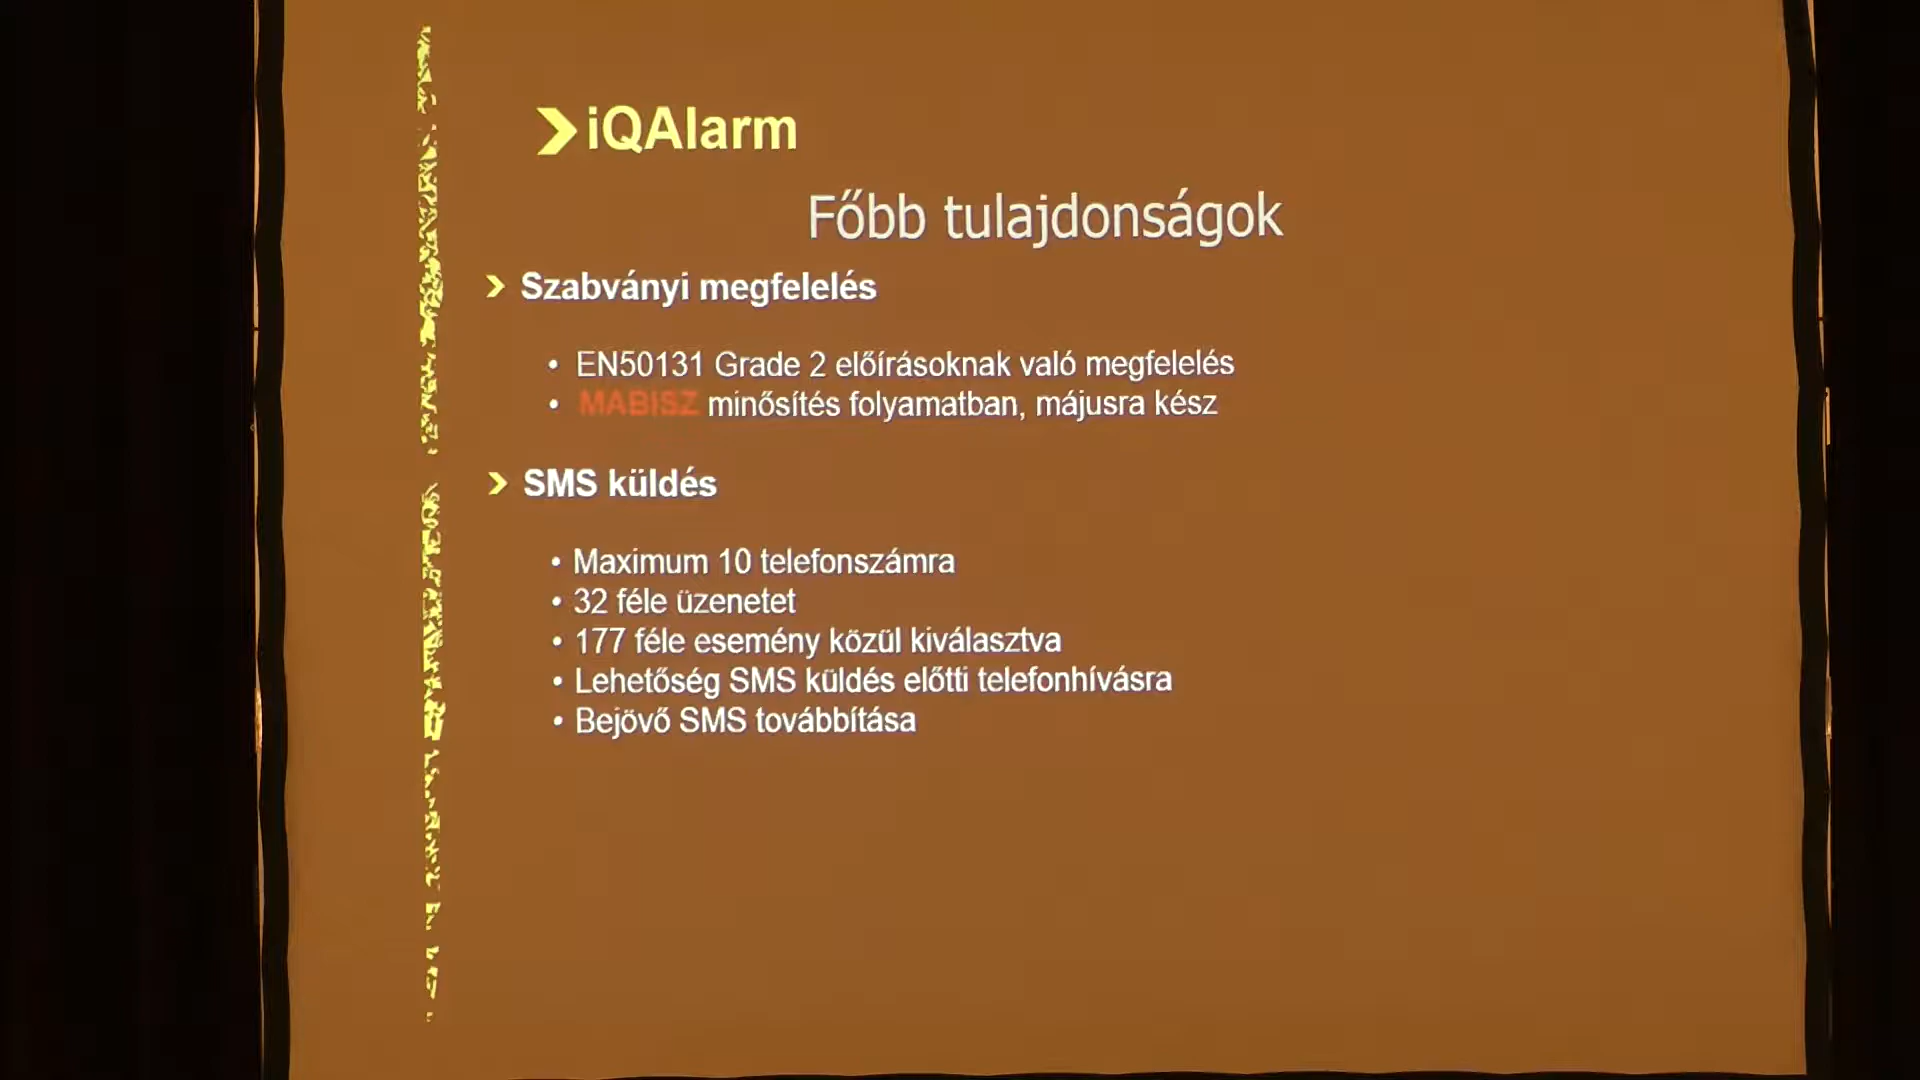 iQAlarm
Főbb tulajdonságok
Szabványi megfelelés
• EN50131 Grade 2 előírásoknak való megfelelés
• MABISZ minősítés folyamatban, májusra kész
SMS küldés
• Maximum 10 telefonszámra
• 32 féle üzenetet
• 177 féle esemény közül kiválasztva
• Lehetőség SMS küldés előtti telefonhívásra
• Bejövő SMS továbbítása